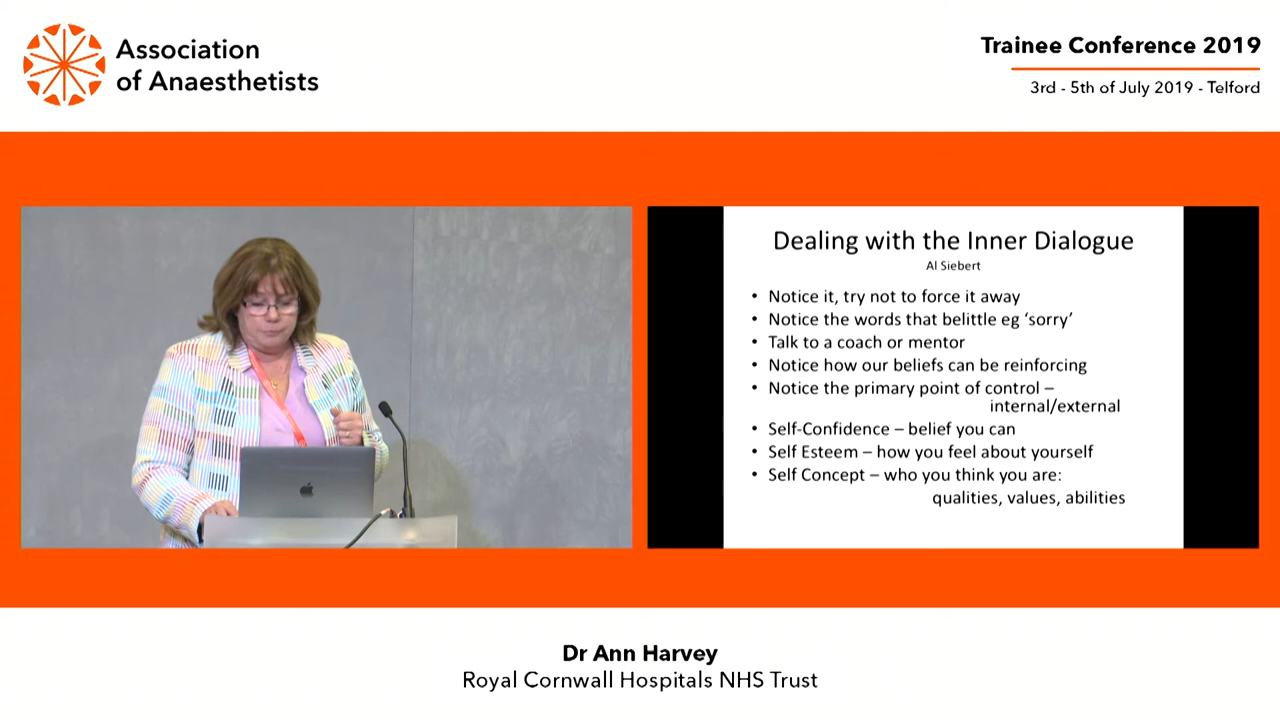 Association
of Anaesthetists
Trainee Conference 2019
3rd - 5th of July 2019 - Telford
Dealing with the Inner Dialogue
Al Siebert
• Notice it, try not to force it away
• Notice the words that belittle eg ‘sorry’
• Talk to a coach or mentor
• Notice how our beliefs can be reinforcing
• Notice the primary point of control –
internal/external
• Self-Confidence – belief you can
• Self Esteem – how you feel about yourself
• Self Concept – who you think you are:
qualities, values, abilities
Dr Ann Harvey
Royal Cornwall Hospitals NHS Trust